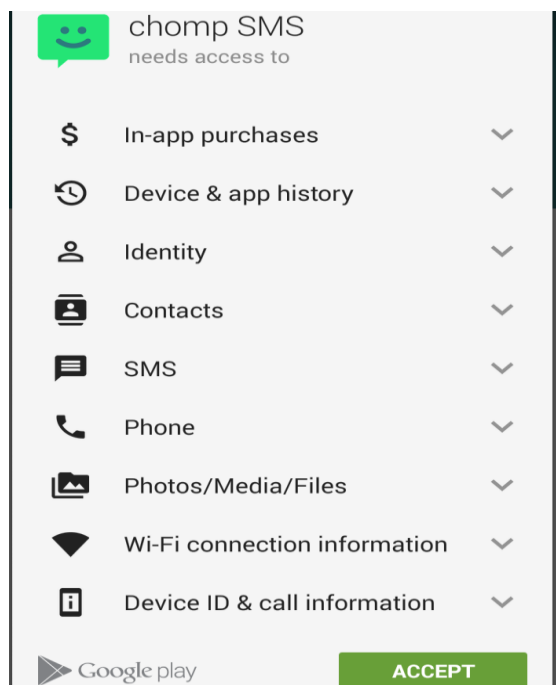 chomp SMS
needs access to
In-app purchases
Device & app history
Identity
Contacts
SMS
Phone
Photos/Media/Files
Wi-Fi connection information
Device ID & call information
Google play
ACCEPT